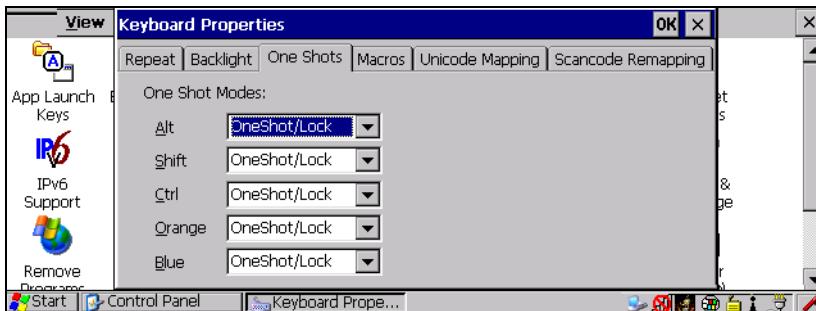 View
Keyboard Properties
OK
Repeat
Backlight
One Shots
Macros
Unicode Mapping
Scancode Remapping
App Launch
Keys
One Shot Modes:
Alt
OneShot/Lock
Shift
OneShot/Lock
Ctrl
OneShot/Lock
Orange
OneShot/Lock
Blue
OneShot/Lock
IPv6
IPv6
Support
&
Remove
Programs
Start
Control Panel
Keyboard Prope...